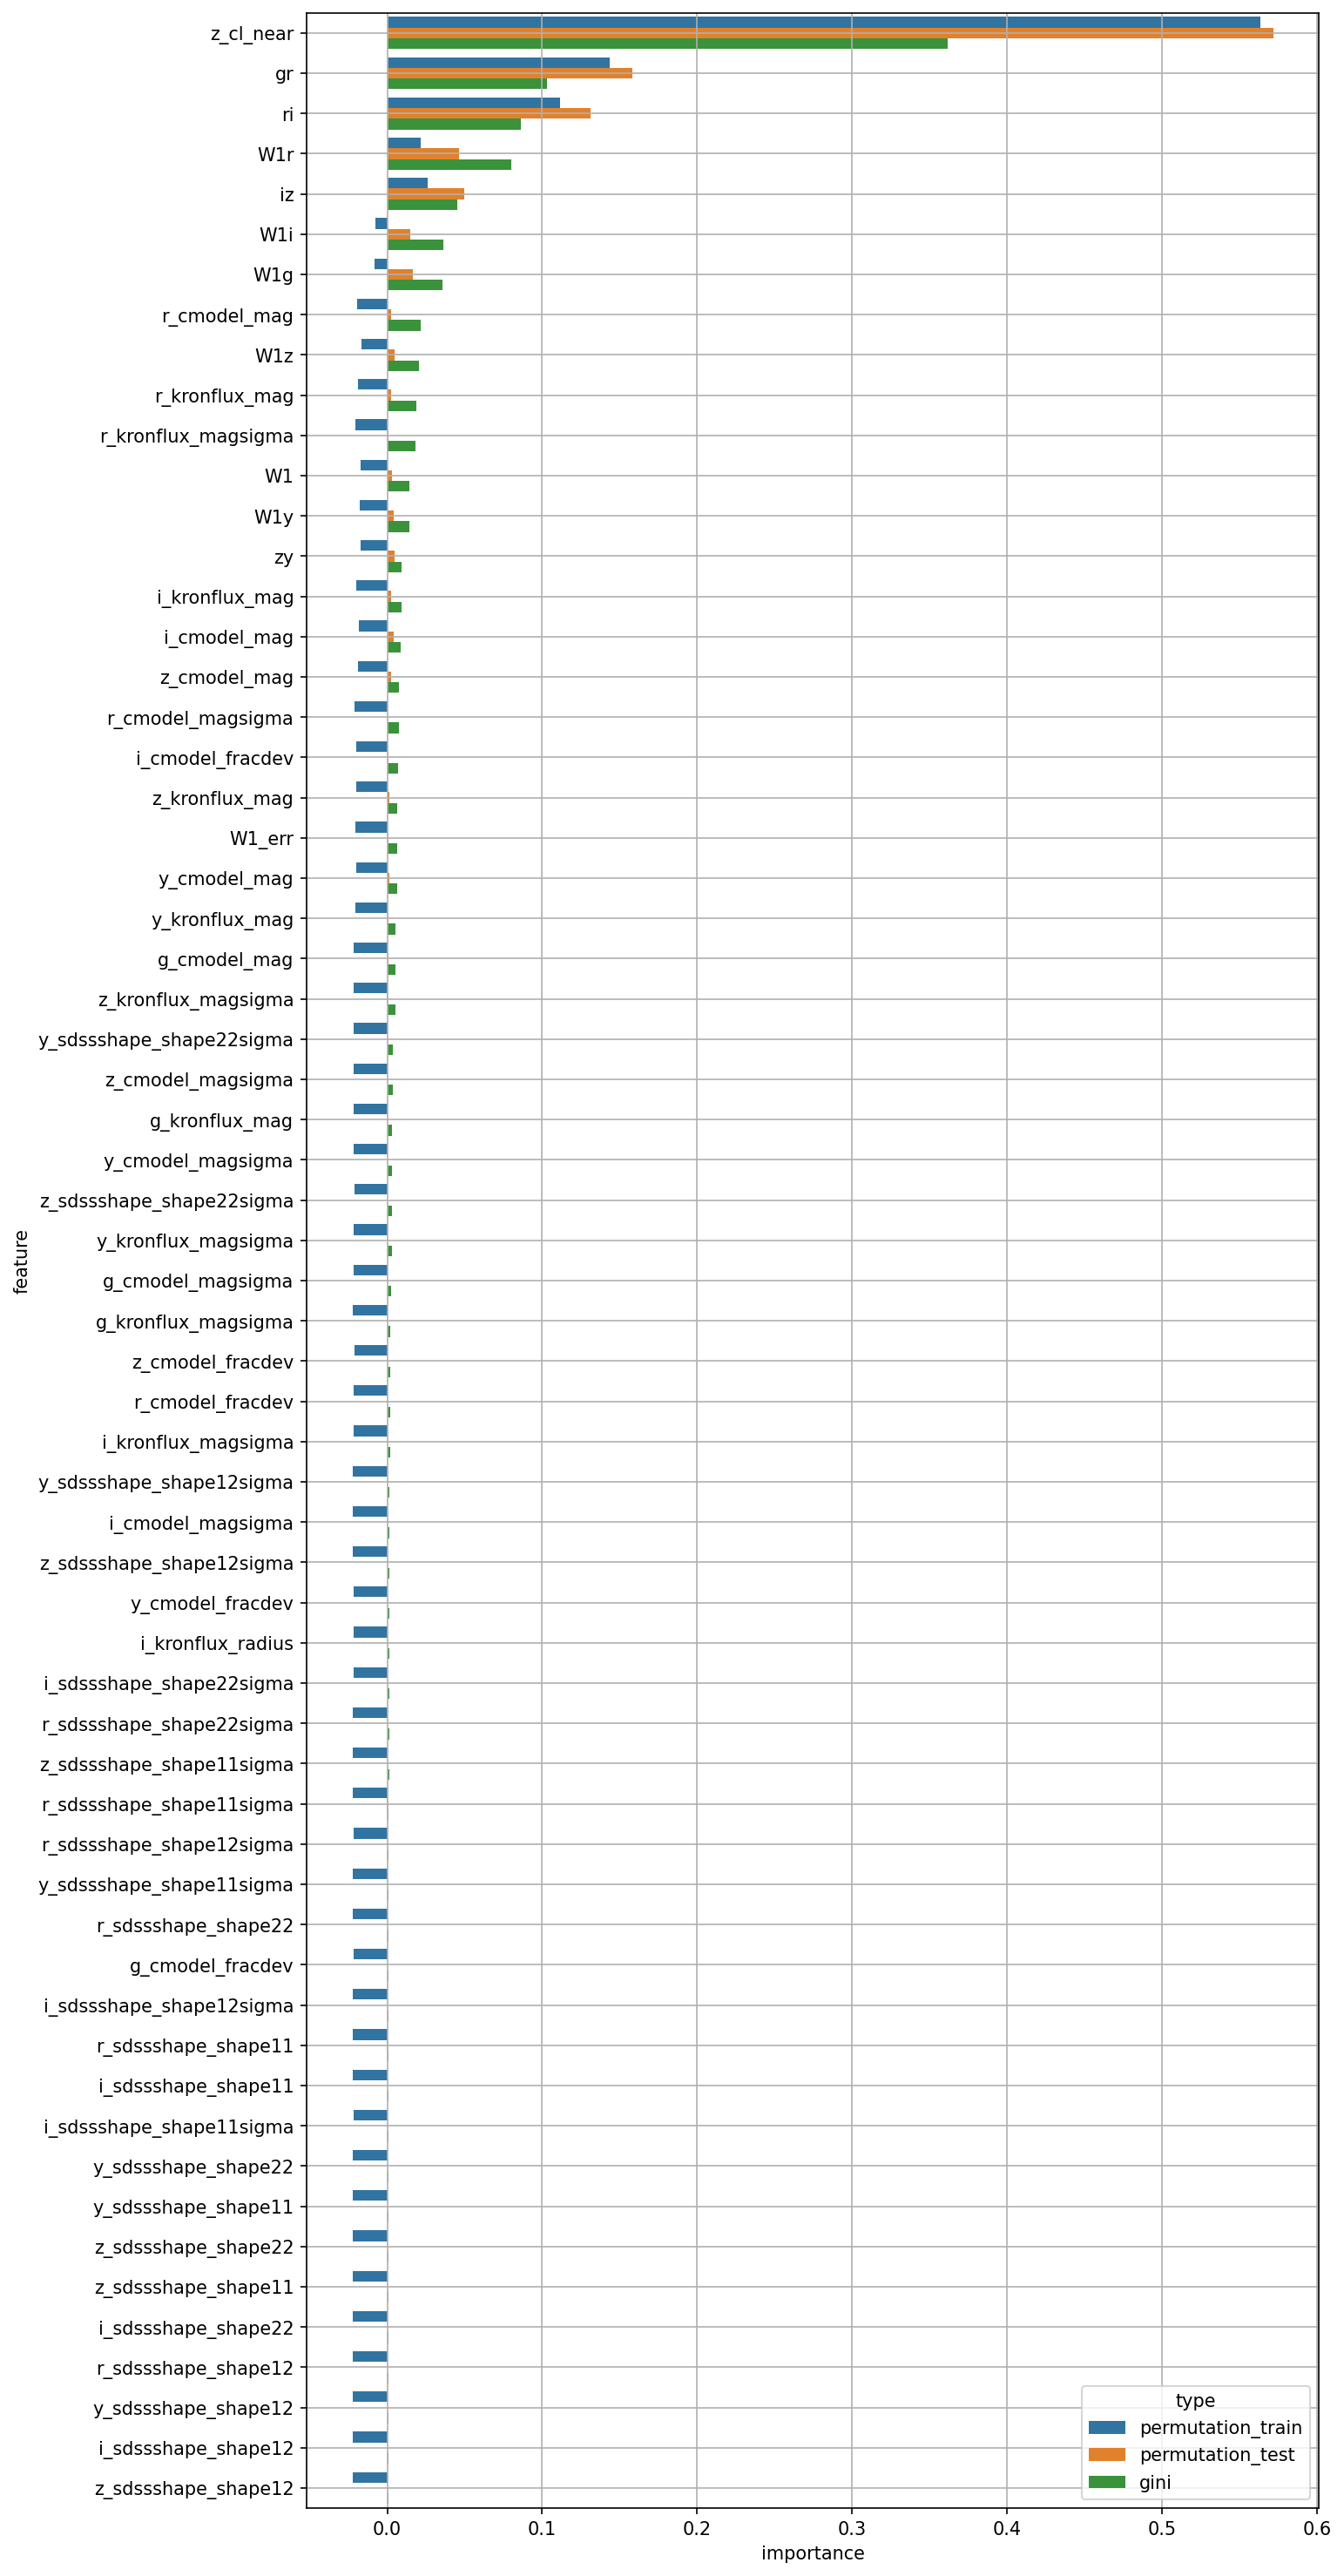 z_cl_near
gr
ri
W1r
iz
W1i
W1g
r_cmodel_mag
W1z
r_kronflux_mag
r_kronflux_magsigma
W1
W1y
zy
i_kronflux_mag
i_cmodel_mag
z_cmodel_mag
r_cmodel_magsigma
i_cmodel_fracdev
z_kronflux_mag
W1_err
y_cmodel_mag
y_kronflux_mag
g_cmodel_mag
z_kronflux_magsigma
y_sdssshape_shape22sigma
z_cmodel_magsigma
g_kronflux_mag
y_cmodel_magsigma
z_sdssshape_shape22sigma
y_kronflux_magsigma
g_cmodel_magsigma
g_kronflux_magsigma
z_cmodel_fracdev
r_cmodel_fracdev
i_kronflux_magsigma
y_sdssshape_shape12sigma
i_cmodel_magsigma
z_sdssshape_shape12sigma
y_cmodel_fracdev
i_kronflux_radius
i_sdssshape_shape22sigma
r_sdssshape_shape22sigma
z_sdssshape_shape11sigma
r_sdssshape_shape11sigma
r_sdssshape_shape12sigma
y_sdssshape_shape11sigma
r_sdssshape_shape22
g_cmodel_fracdev
i_sdssshape_shape12sigma
r_sdssshape_shape11
i_sdssshape_shape11
i_sdssshape_shape11sigma
y_sdssshape_shape22
y_sdssshape_shape11
z_sdssshape_shape22
z_sdssshape_shape11
i_sdssshape_shape22
r_sdssshape_shape12
y_sdssshape_shape12
i_sdssshape_shape12
z_sdssshape_shape12
feature
type
permutation_train
permutation_test
gini
0.0 0.1 0.2 0.3 0.4 0.5 0.6
importance